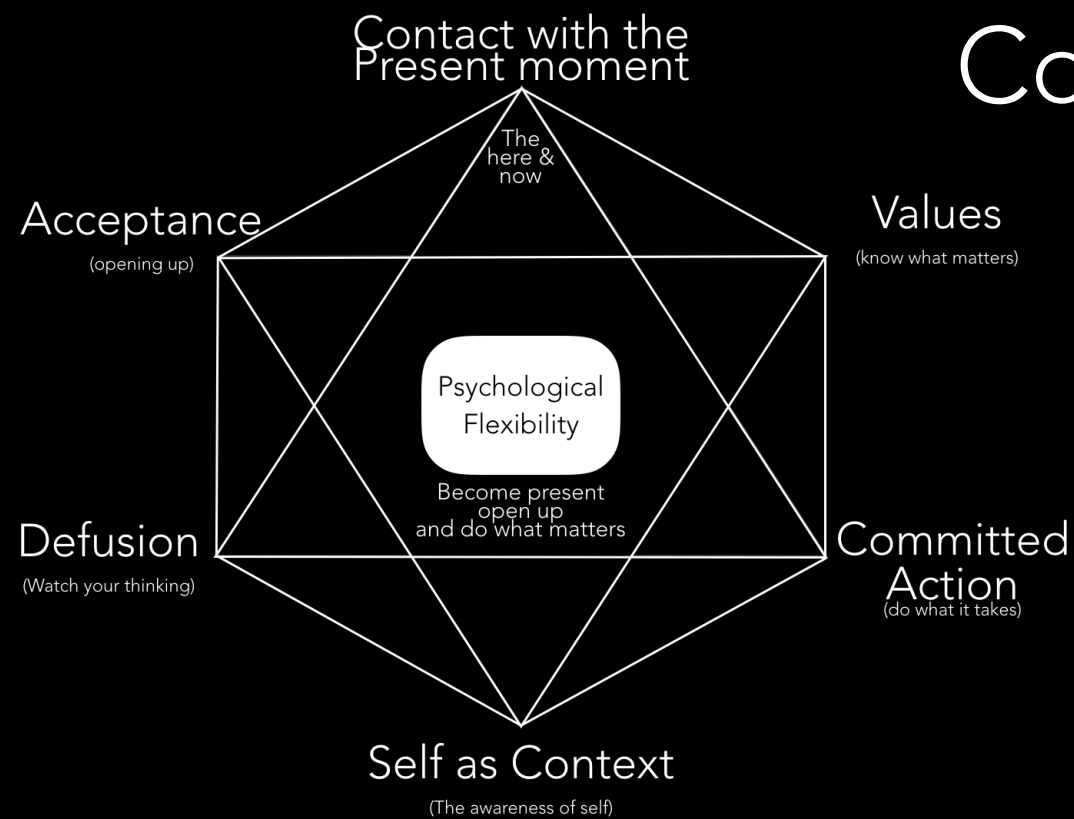 Contact with the
Present moment
Co
The
here &
now
Acceptance
(opening up)
Values
(know what matters)
Psychological
Flexibility
Become present
open up
and do what matters
Defusion
(Watch your thinking)
Committed
Action
(do what it takes)
Self as Context
(The awareness of self)